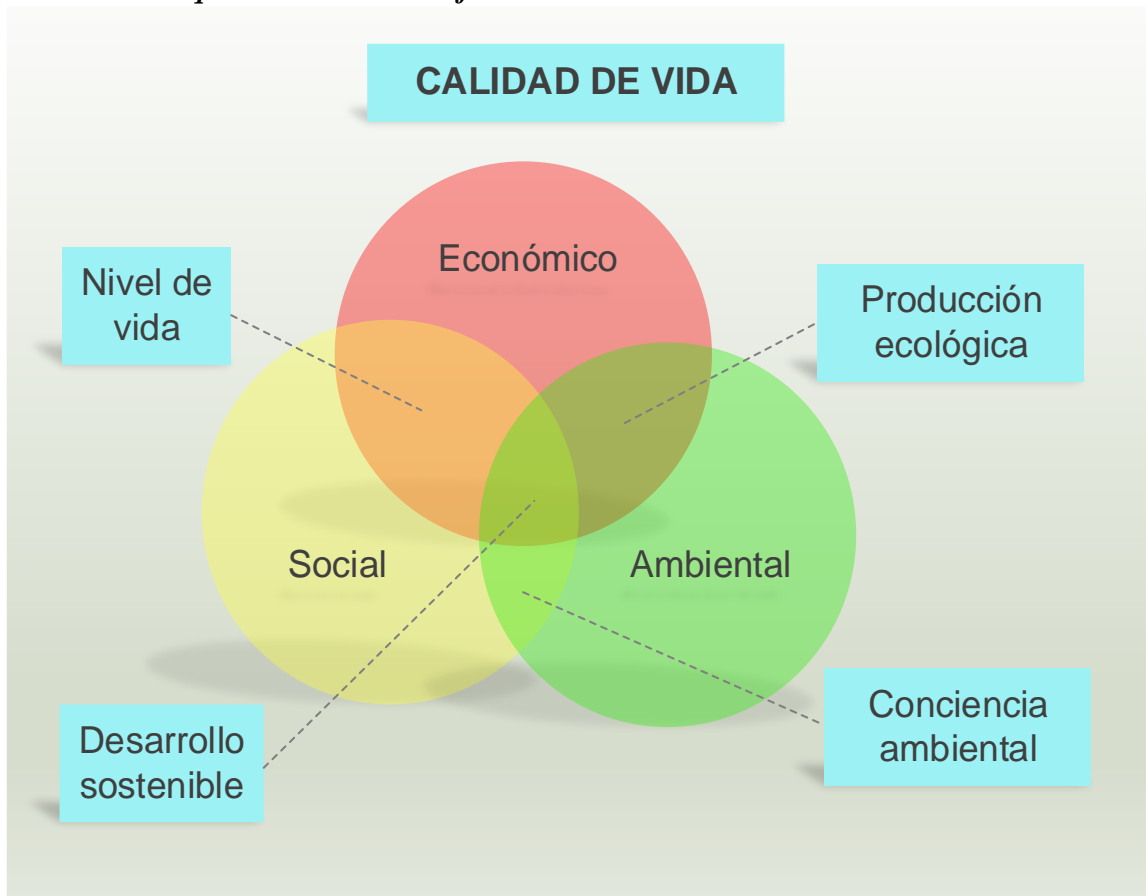 CALIDAD DE VIDA
Económico
Nivel de
vida
Producción
ecológica
Social
Ambiental
Conciencia
ambiental
Desarrollo
sostenible